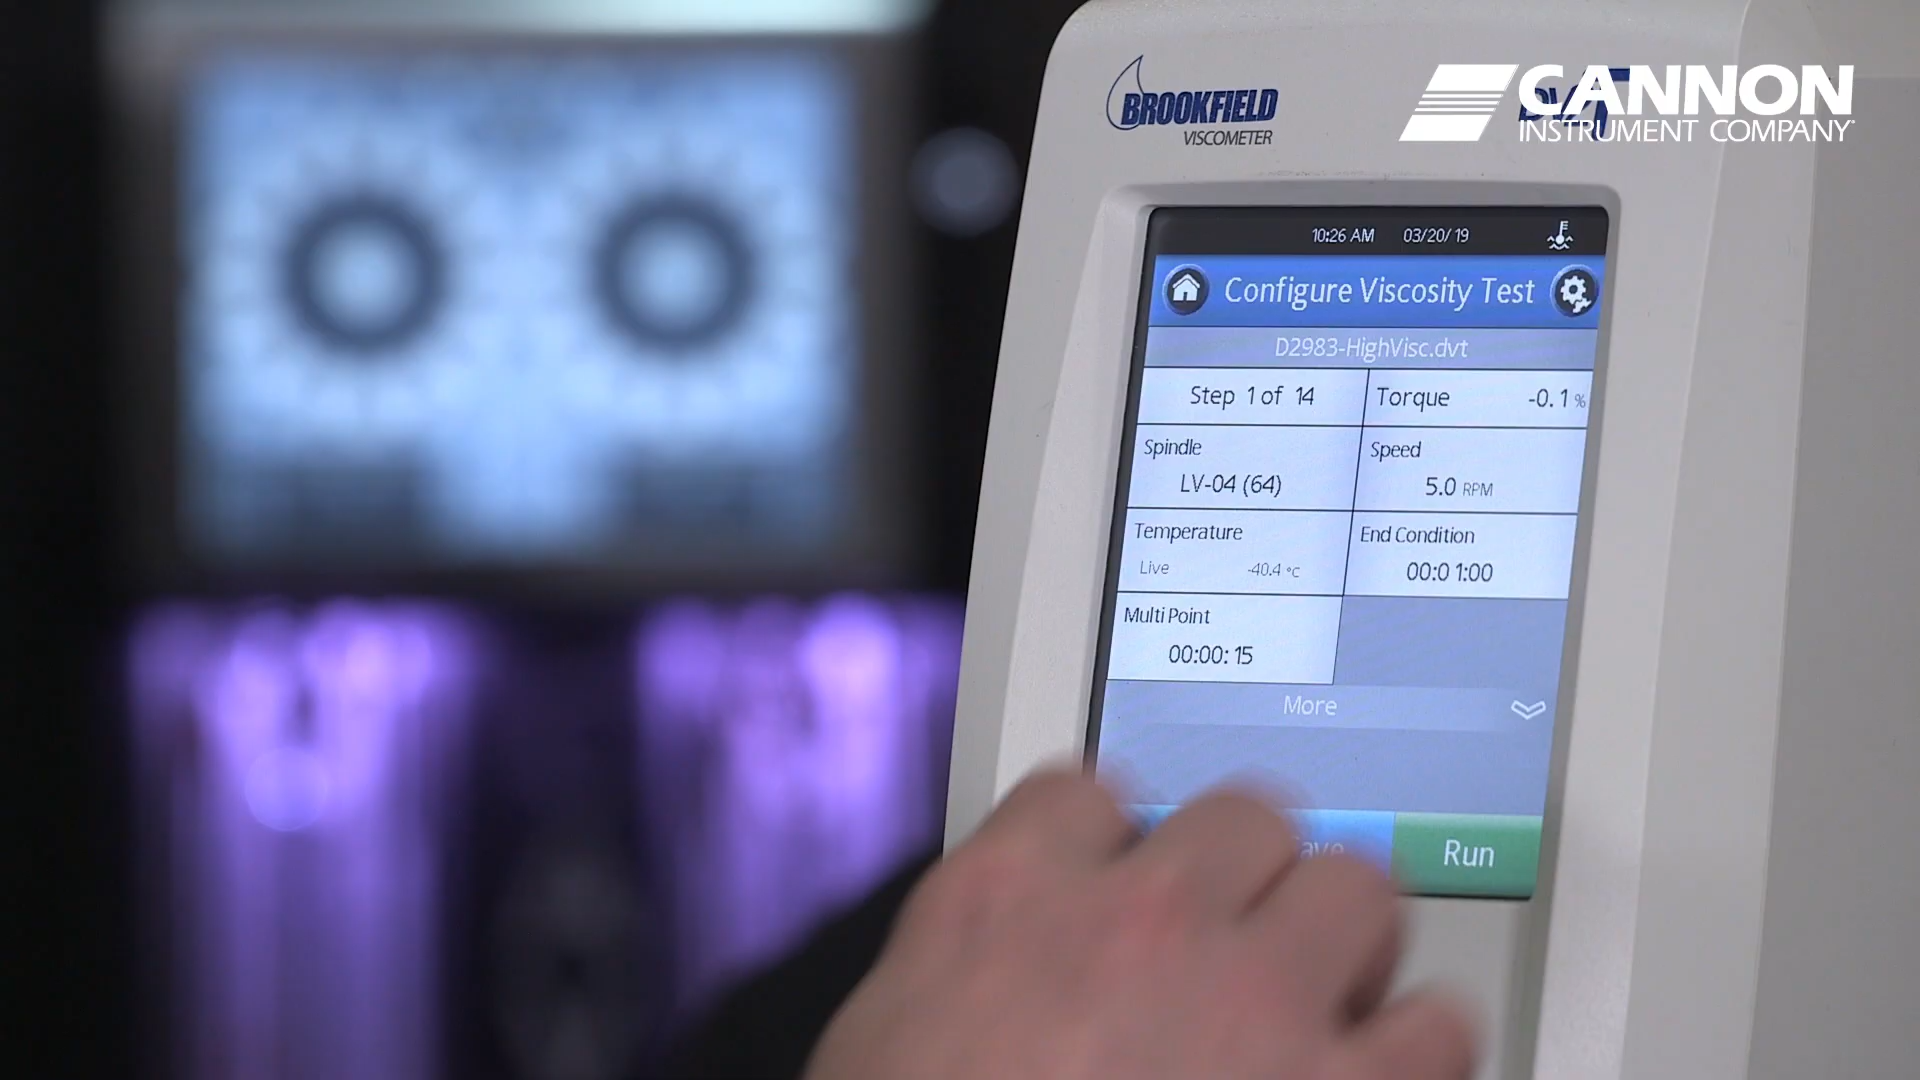 BROOKFIELD
VISCOMETER
CANNON
INSTRUMENT COMPANY
10:26 AM 03/20/19
Configure Viscosity Test
D2983-HighVisc.dvt
Step 1 of 14
Torque -0.1 %
Spindle
LV-04 (64)
Speed
5.0 RPM
Temperature
Live -40.4 °C
End Condition
00:01:00
Multi Point
00:00:15
More
Run